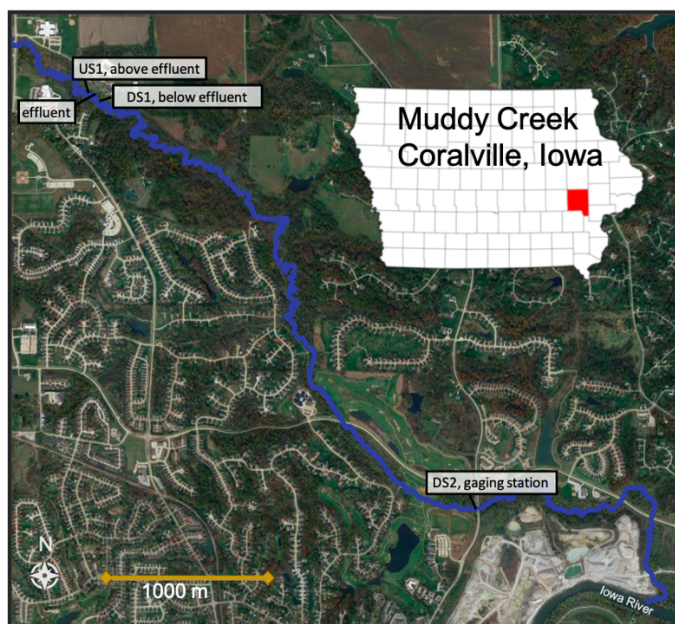 US1, above effluent
DS1, below effluent
effluent
Muddy Creek
Coralville, Iowa
DS2, gaging station
N
1000 m
Iowa River